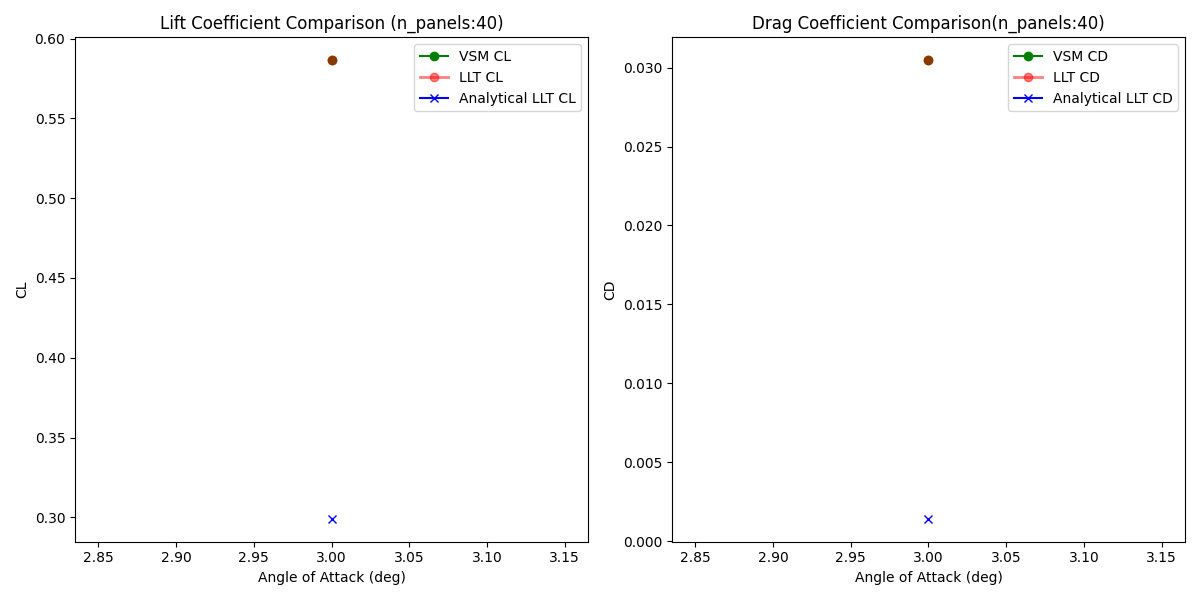 Lift Coefficient Comparison (n_panels:40)
0.60
0.55
0.50
0.45
0.40
0.35
0.30
CL
2.85 2.90 2.95 3.00 3.05 3.10 3.15
Angle of Attack (deg)
VSM CL
LLT CL
Analytical LLT CL
Drag Coefficient Comparison(n_panels:40)
0.030
0.025
0.020
0.015
0.010
0.005
0.000
CD
2.85 2.90 2.95 3.00 3.05 3.10 3.15
Angle of Attack (deg)
VSM CD
LLT CD
Analytical LLT CD